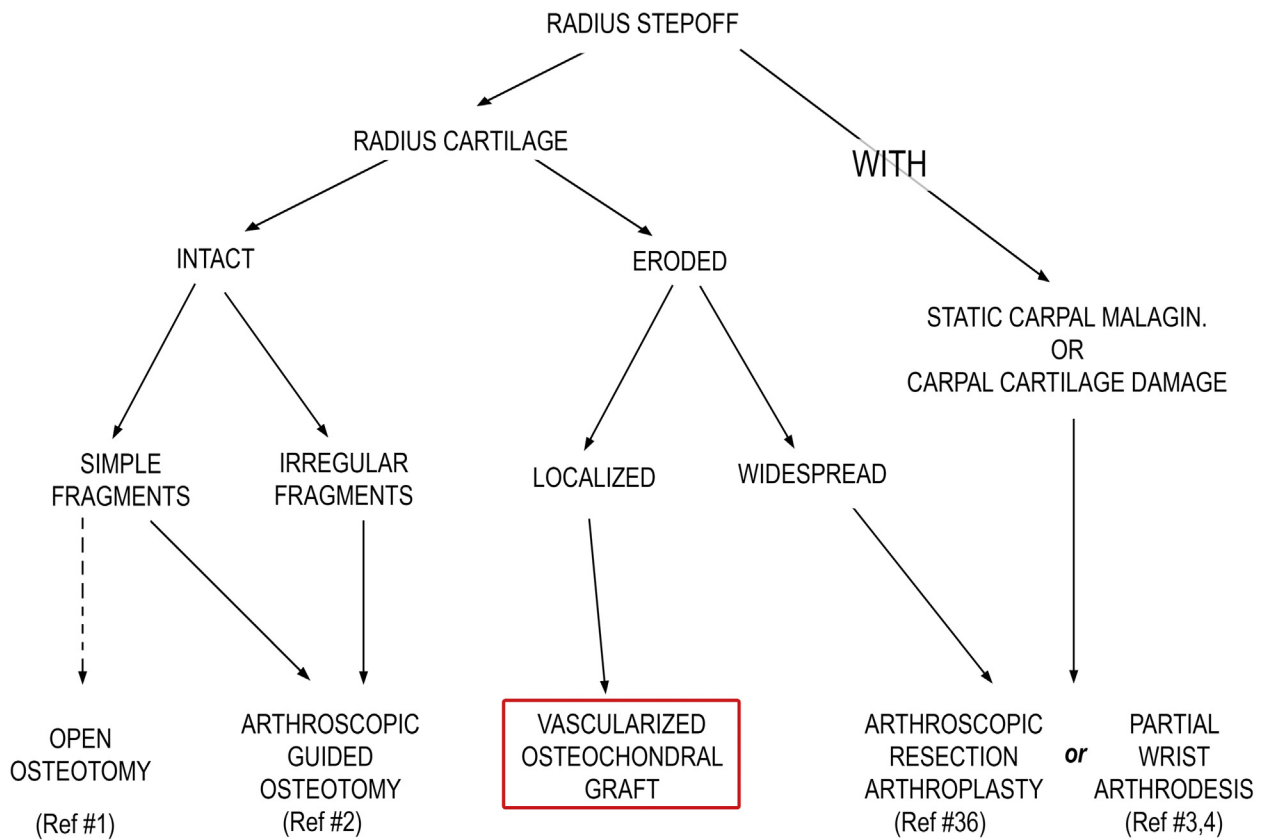 RADIUS STEPOFF
RADIUS CARTILAGE
WITH
INTACT
ERODED
STATIC CARPAL MALAGIN.
OR
CARPAL CARTILAGE DAMAGE
SIMPLE
FRAGMENTS
IRREGULAR
FRAGMENTS
LOCALIZED
WIDESPREAD
OPEN
OSTEOTOMY
(Ref #1)
ARTHROSCOPIC
GUIDED
OSTEOTOMY
(Ref #2)
VASCULARIZED
OSTEOCHONDRAL
GRAFT
ARTHROSCOPIC
RESECTION
ARTHROPLASTY
(Ref #36)
or
PARTIAL
WRIST
ARTHRODESIS
(Ref #3,4)